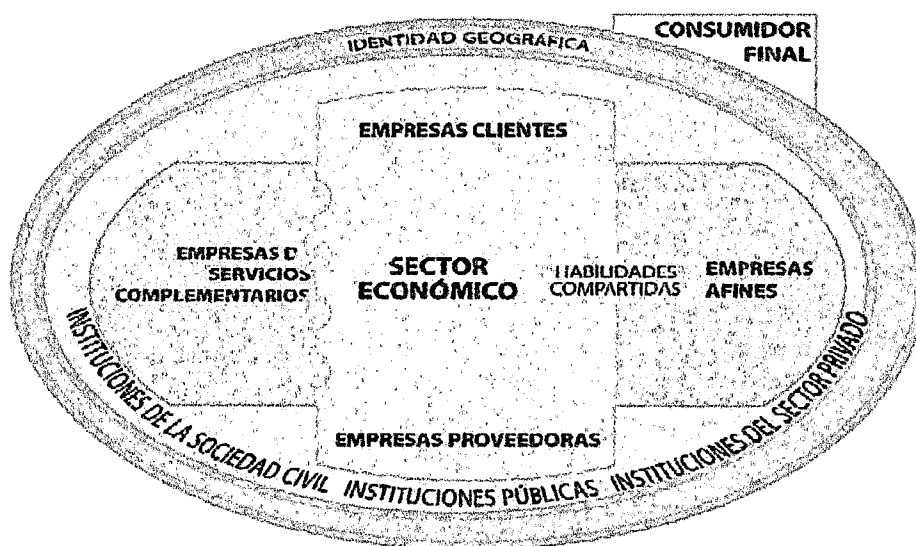 IDENTIDAD GEOGRÁFICA
CONSUMIDOR
FINAL
EMPRESAS CLIENTES
EMPRESAS D
SERVICIOS
COMPLEMENTARIOS
SECTOR
ECONÓMICO
HABILIDADES
COMPARTIDAS
EMPRESAS
AFINES
EMPRESAS PROVEEDORAS
INSTITUCIONES DE LA SOCIEDAD CIVIL INSTITUCIONES PÚBLICAS INSTITUCIONES DEL SECTOR PRIVADO